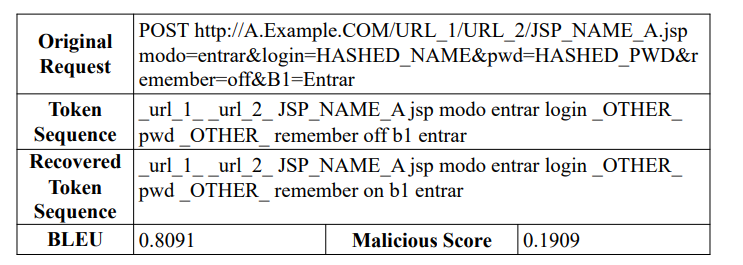 Original Request
POST http://A.Example.COM/URL_1/URL_2/JSP_NAME_A.jsp
modo=entrar&login=HASHED_NAME&pwd=HASHED_PWD&r
emember=off&B1=Entrar
Token Sequence
_url_1_ _url_2_ JSP_NAME_A jsp modo entrar login _OTHER_
pwd _OTHER_ remember off b1 entrar
Recovered Token Sequence
_url_1_ _url_2_ JSP_NAME_A jsp modo entrar login _OTHER_
pwd _OTHER_ remember on b1 entrar
BLEU 0.8091 Malicious Score 0.1909